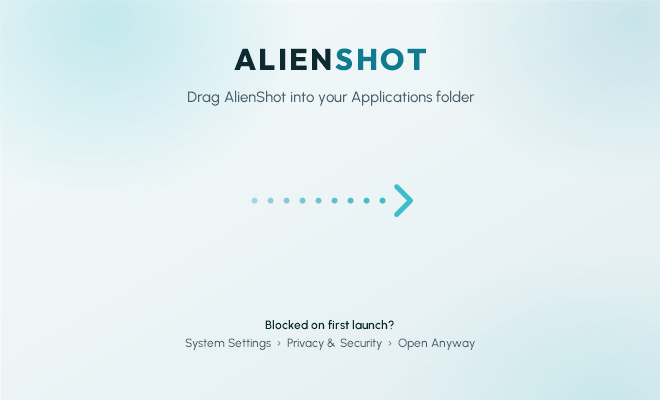 ALIENSHOT
Drag AlienShot into your Applications folder
Blocked on first launch?
System Settings › Privacy & Security › Open Anyway